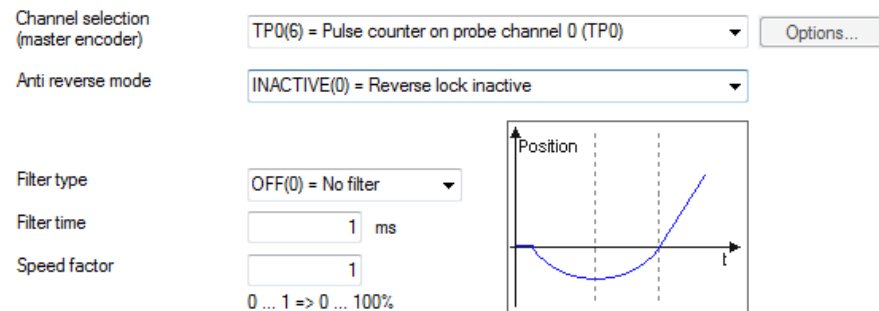 Channel selection
(master encoder)
TP0(6) = Pulse counter on probe channel 0 (TP0)
Options...
Anti reverse mode
INACTIVE(0) = Reverse lock inactive
Position
Filter type
OFF(0) = No filter
Filter time
1 ms
t
Speed factor
1
0 ... 1 => 0 ... 100%